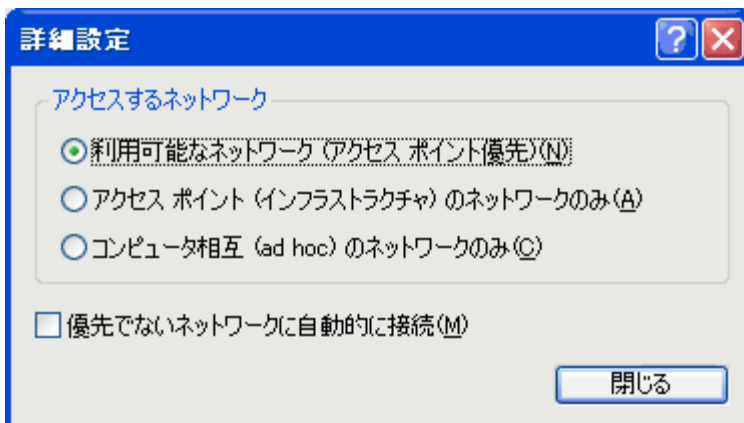 詳細設定
アクセスするネットワーク
利用可能なネットワーク (アクセス ポイント優先)(N)
アクセス ポイント (インフラストラクチャ) のネットワークのみ(A)
コンピュータ相互 (ad hoc) のネットワークのみ(C)
優先でないネットワークに自動的に接続(M)
閉じる